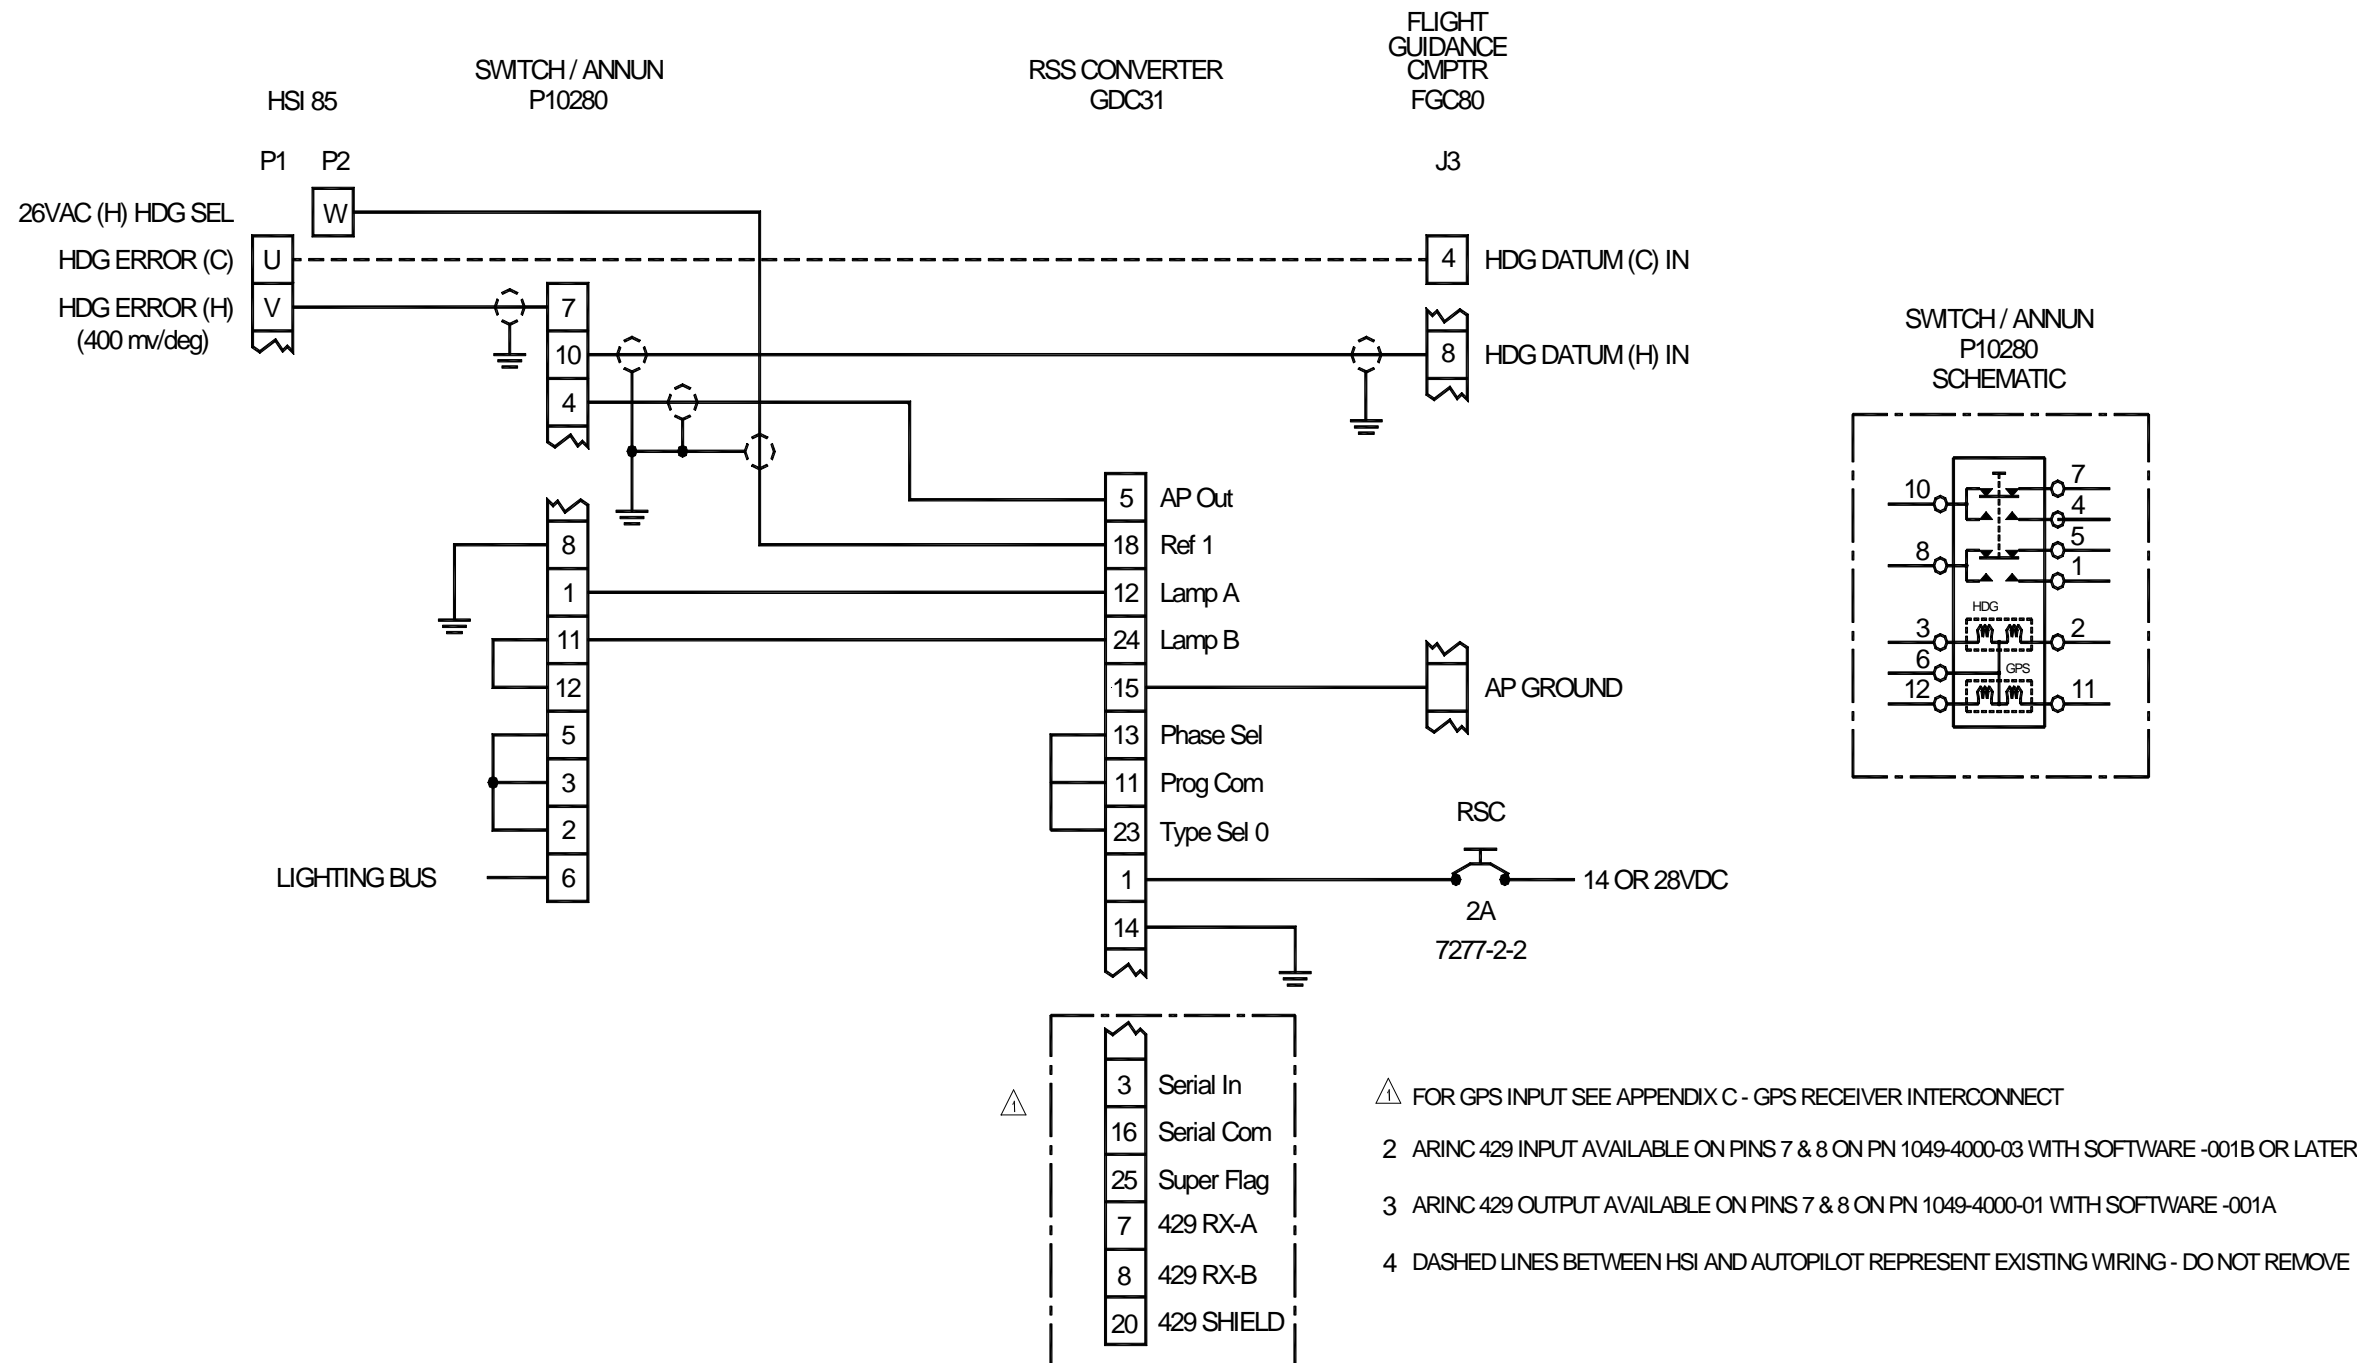 FLIGHT
GUIDANCE
SWITCH / ANNUN
RSS CONVERTER
CMPTR
HSI 85
P10280
GDC31
FGC80
P1
P2
J3
26VAC (H) HDG SEL
W
HDG ERROR (C)
U
4
HDG DATUM (C) IN
HDG ERROR (H)
V
7
(400 mv/deg)
10
8
HDG DATUM (H) IN
4
5
AP Out
8
18
Ref 1
1
12
Lamp A
11
24
Lamp B
12
15
AP GROUND
5
13
Phase Sel
3
11
Prog Com
2
23
Type Sel 0
LIGHTING BUS
6
1
RSC
14 OR 28VDC
2A
14
7277-2-2
SWITCH / ANNUN
P10280
SCHEMATIC
10
7
4
8
5
1
HDG
3
2
6
GPS
12
11
1
3
Serial In
16
Serial Com
25
Super Flag
7
429 RX-A
8
429 RX-B
20
429 SHIELD
1 FOR GPS INPUT SEE APPENDIX C - GPS RECEIVER INTERCONNECT
2 ARINC 429 INPUT AVAILABLE ON PINS 7 & 8 ON PN 1049-4000-03 WITH SOFTWARE -001B OR LATER
3 ARINC 429 OUTPUT AVAILABLE ON PINS 7 & 8 ON PN 1049-4000-01 WITH SOFTWARE -001A
4 DASHED LINES BETWEEN HSI AND AUTOPILOT REPRESENT EXISTING WIRING - DO NOT REMOVE